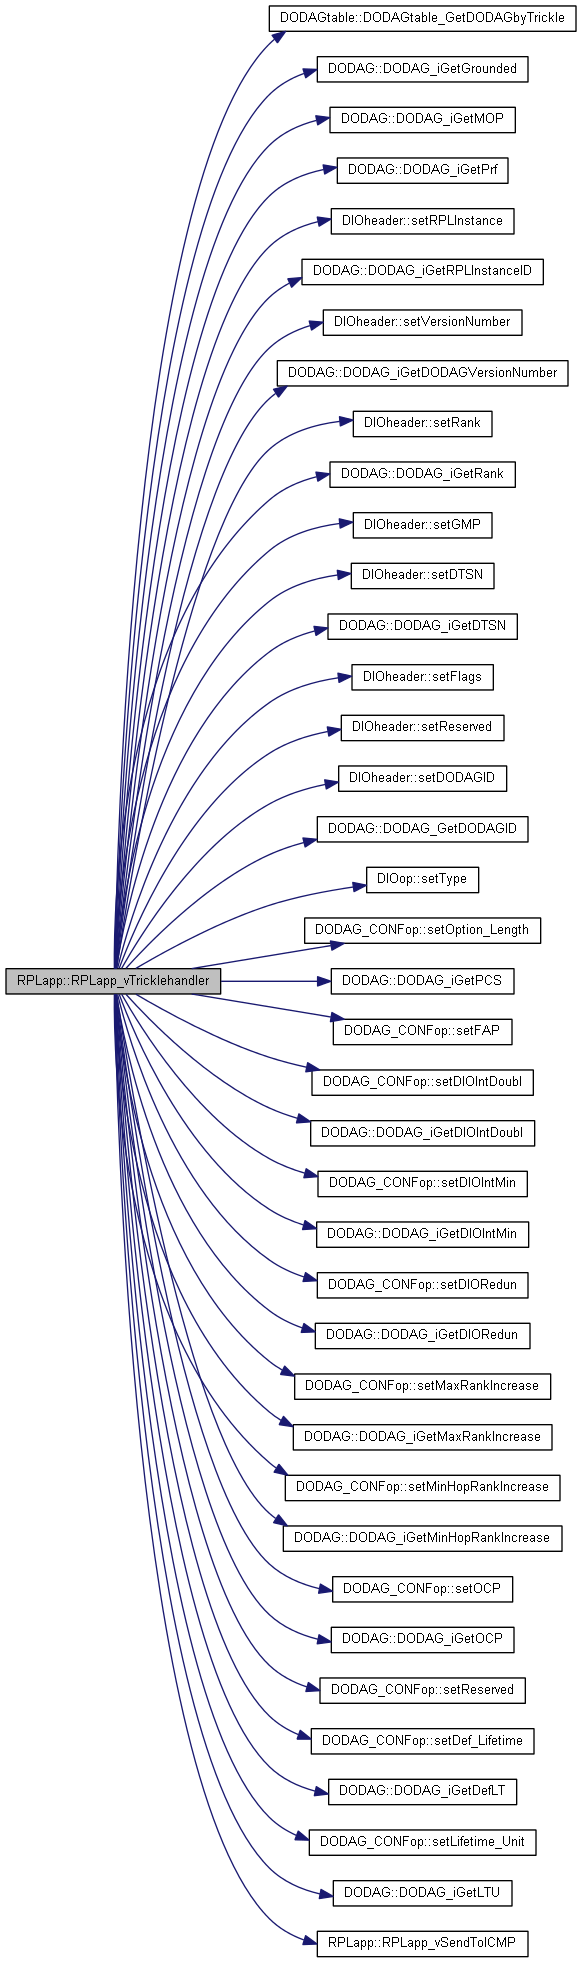 DODAGtable::DODAGtable_GetDODAGbyTrickle
DODAG::DODAG_iGetGrounded
DODAG::DODAG_iGetMOP
DODAG::DODAG_iGetPrf
DIOheader::setRPLInstance
DODAG::DODAG_iGetRPLInstanceID
DIOheader::setVersionNumber
DODAG::DODAG_iGetDODAGVersionNumber
DIOheader::setRank
DODAG::DODAG_iGetRank
DIOheader::setGMP
DIOheader::setDTSN
DODAG::DODAG_iGetDTSN
DIOheader::setFlags
DIOheader::setReserved
DIOheader::setDODAGID
DODAG::DODAG_GetDODAGID
DIOop::setType
DODAG_CONFop::setOption_Length
RPLapp::RPLapp_vTricklehandler
DODAG::DODAG_iGetPCS
DODAG_CONFop::setFAP
DODAG_CONFop::setDIOIntDoubl
DODAG::DODAG_iGetDIOIntDoubl
DODAG_CONFop::setDIOIntMin
DODAG::DODAG_iGetDIOIntMin
DODAG_CONFop::setDIORedun
DODAG::DODAG_iGetDIORedun
DODAG_CONFop::setMaxRankIncrease
DODAG::DODAG_iGetMaxRankIncrease
DODAG_CONFop::setMinHopRankIncrease
DODAG::DODAG_iGetMinHopRankIncrease
DODAG_CONFop::setOCP
DODAG::DODAG_iGetOCP
DODAG_CONFop::setReserved
DODAG_CONFop::setDef_Lifetime
DODAG::DODAG_iGetDefLT
DODAG_CONFop::setLifetime_Unit
DODAG::DODAG_iGetLTU
RPLapp::RPLapp_vSendToICMP